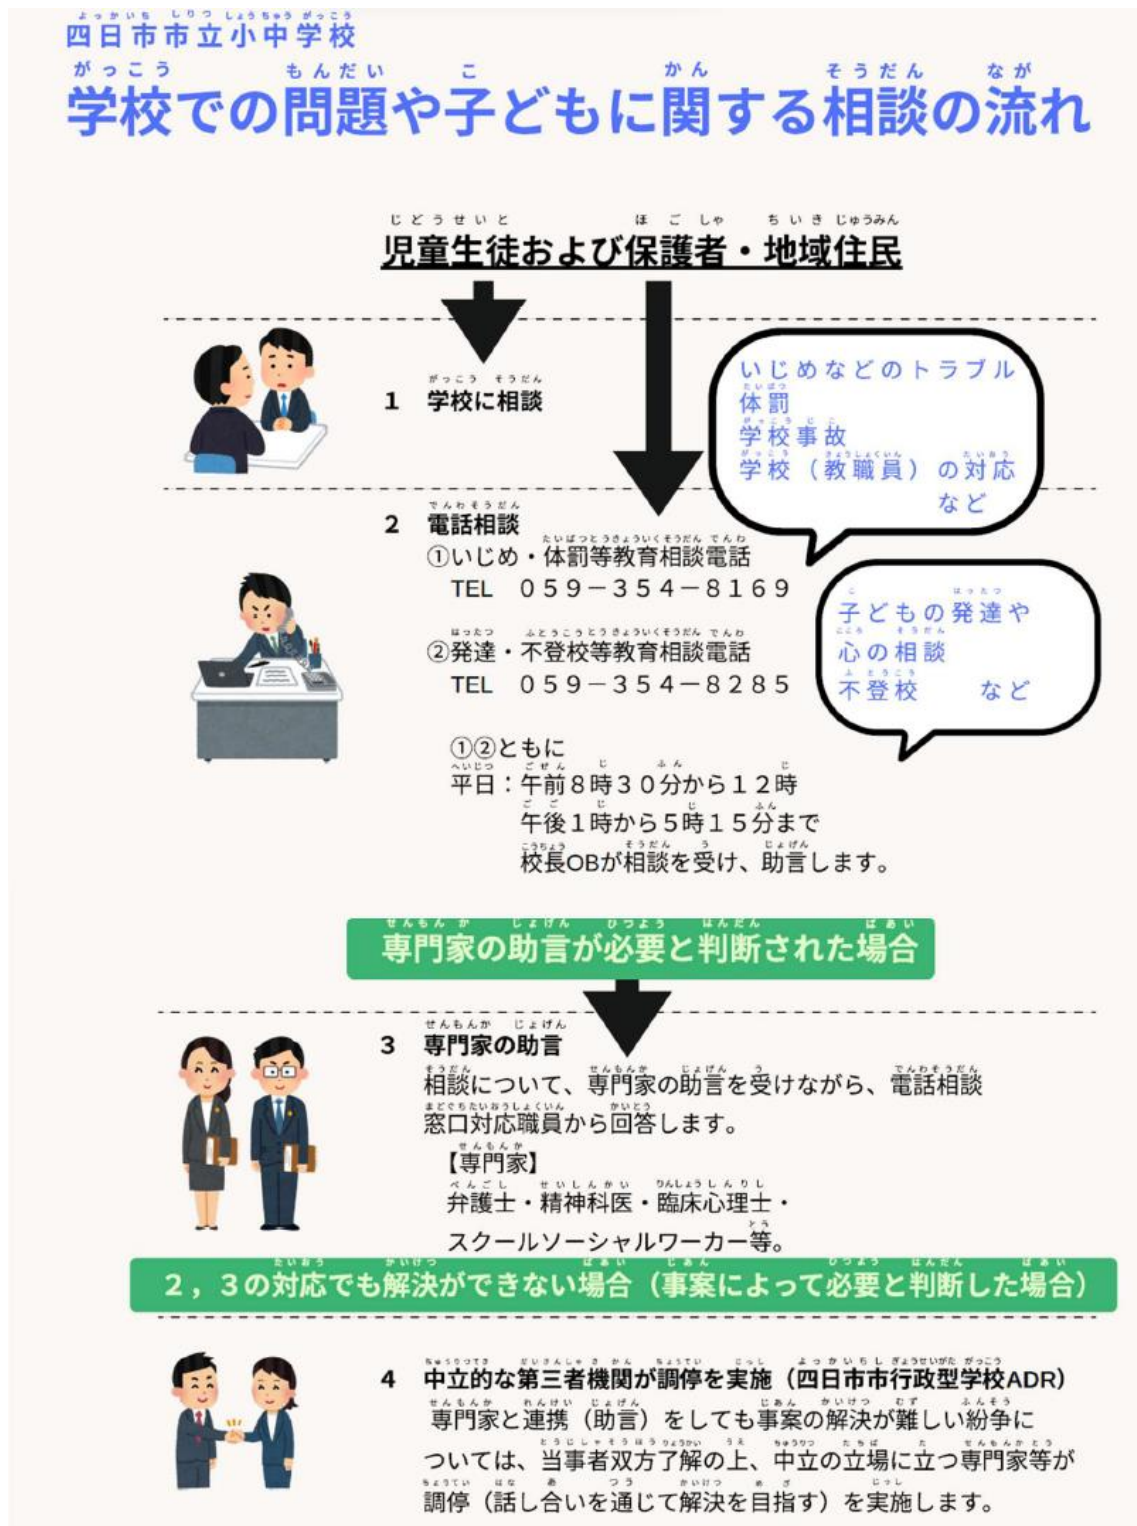 四日市市立小中学校
学校での問題や子どもに関する相談の流れ
児童生徒および保護者・地域住民
1 学校に相談
いじめなどのトラブル
体罰
学校事故
学校（教職員）の対応
など
2 電話相談
①いじめ・体罰等教育相談電話
TEL ０５９－３５４－８１６９
②発達・不登校等教育相談電話
TEL ０５９－３５４－８２８５
子どもの発達や
心の相談
不登校 など
①②ともに
平日：午前８時３０分から１２時
午後１時から５時１５分まで
校長OBが相談を受け、助言します。
専門家の助言が必要と判断された場合
3 専門家の助言
相談について、専門家の助言を受けながら、電話相談
窓口対応職員から回答します。
【専門家】
弁護士・精神科医・臨床心理士・
スクールソーシャルワーカー等。
２，３の対応でも解決ができない場合（事案によって必要と判断した場合）
4 中立的な第三者機関が調停を実施（四日市市行政型学校ADR）
専門家と連携（助言）をしても事案の解決が難しい紛争に
ついては、当事者双方了解の上、中立の立場に立つ専門家等が
調停（話し合いを通じて解決を目指す）を実施します。